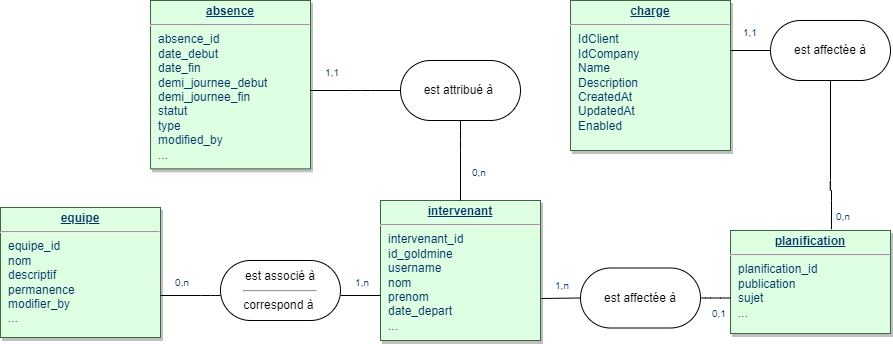 absence
absence_id
date_debut
date_fin
demi_journee_debut
demi_journee_fin
statut
type
modified_by
...
1,1
est attribué à
0,n
charge
IdClient
IdCompany
Name
Description
CreatedAt
UpdatedAt
Enabled
1,1
est affectée à
0,n
equipe
equipe_id
nom
descriptif
permanence
modifier_by
...
0,n
est associé à
correspond à
1,n
intervenant
intervenant_id
id_goldmine
username
nom
prenom
date_depart
...
1,n
est affectée à
0,1
planification
planification_id
publication
sujet
...